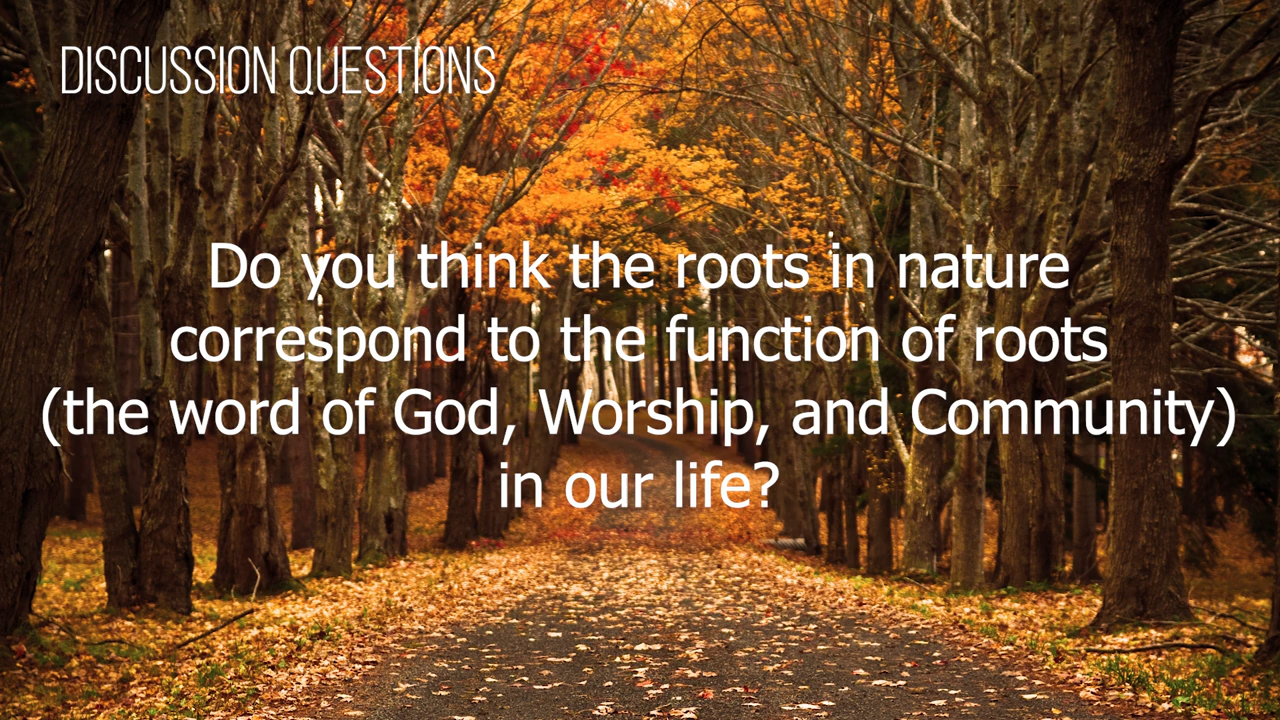 DISCUSSION QUESTIONS
Do you think the roots in nature
correspond to the function of roots
(the word of God, Worship, and Community)
in our life?